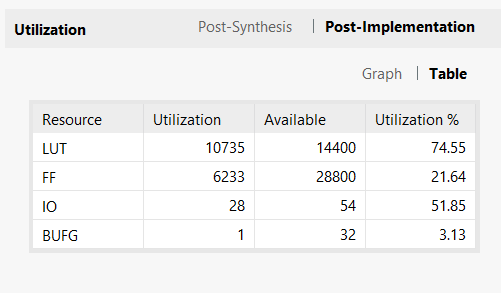 Utilization Post-Synthesis | Post-Implementation
Graph | Table
Resource Utilization Available Utilization %
LUT 10735 14400 74.55
FF 6233 28800 21.64
IO 28 54 51.85
BUFG 1 32 3.13